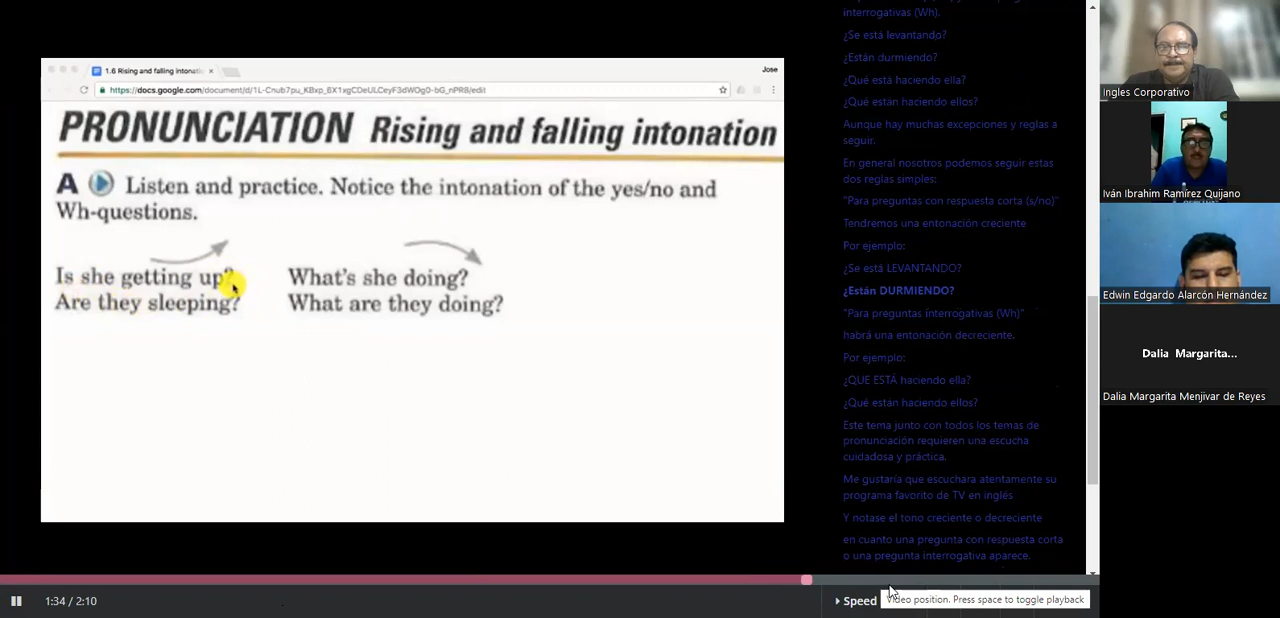 1.6 Rising and falling intonati
Jose
https://docs.google.com/document/d/1L-Cnub7pu_KBxp_6X1xgCDeULCeyF3dWOg0-bG_nPR8/edit
PRONUNCIATION Rising and falling intonation
A Listen and practice. Notice the intonation of the yes/no and
Wh-questions.
Is she getting up? What's she doing?
Are they sleeping? What are they doing?
interrogativas (Wh).
¿Se está levantando?
¿Están durmiendo?
¿Qué está haciendo ella?
¿Qué estan haciendo ellos?
Aunque hay muchas excepciones y reglas a
seguir.
En general nosotros podemos seguir estas
dos reglas simples:
"Para preguntas con respuesta corta (s/no)"
Tendremos una entonación creciente
Por ejemplo:
¿Se está LEVANTANDO?
¿Están DURMIENDO?
"Para preguntas interrogativas (Wh)"
habrá una entonación decreciente.
Por ejemplo:
¿QUE ESTÁ haciendo ella?
¿Qué están haciendo ellos?
Este tema junto con todos los temas de
pronunciación requieren una escucha
cuidadosa y práctica.
Me gustaría que escuchara atentamente su
programa favorito de TV en inglés
Y notase el tono creciente o decreciente
en cuanto una pregunta con respuesta corta
o una pregunta interrogativa aparece.
1:34 / 2:10
Speed
Video position. Press space to toggle playback
Ingles Corporativo
Iván Ibrahim Ramírez Quijano
Edwin Edgardo Alarcón Hernández
Dalia Margarita...
Dalia Margarita Menjivar de Reyes